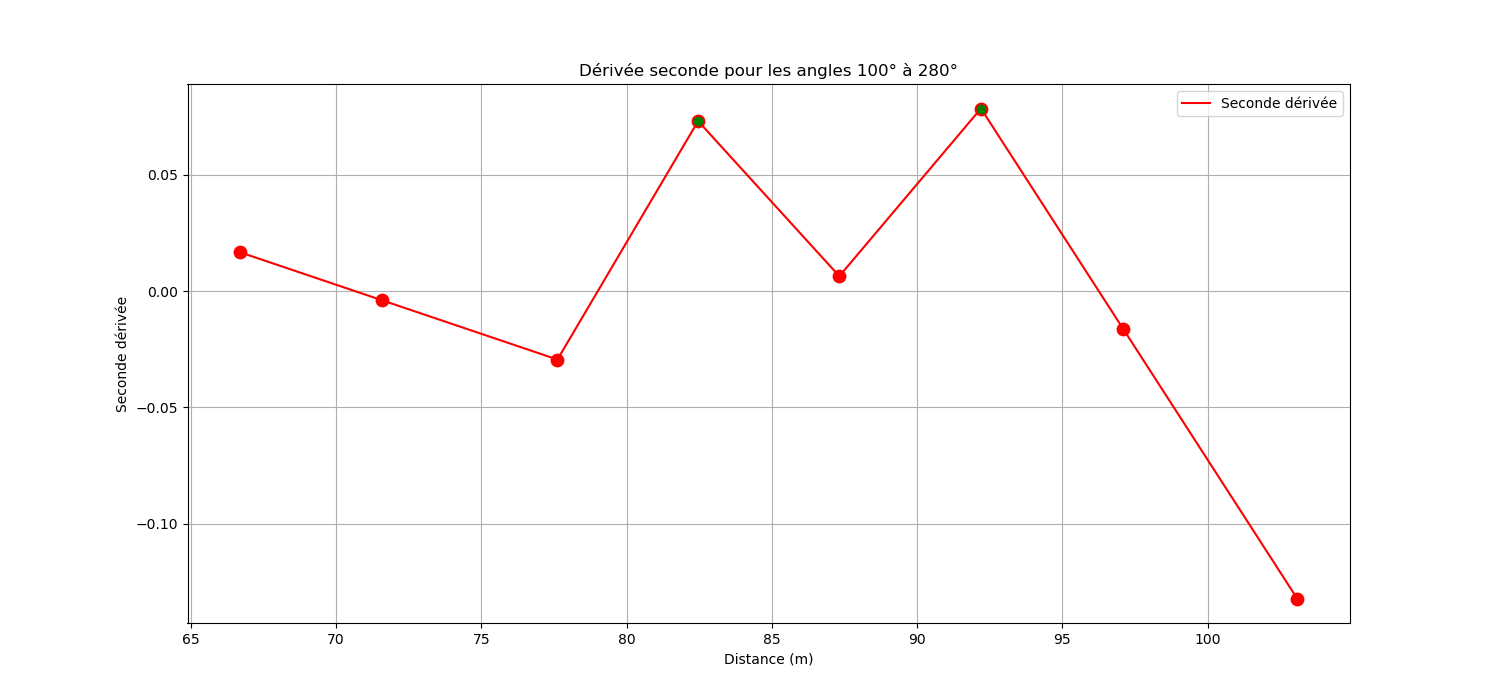 Dérivée seconde pour les angles 100° à 280°
Seconde dérivée
0.05
0.00
−0.05
−0.10
Seconde dérivée
65 70 75 80 85 90 95 100
Distance (m)